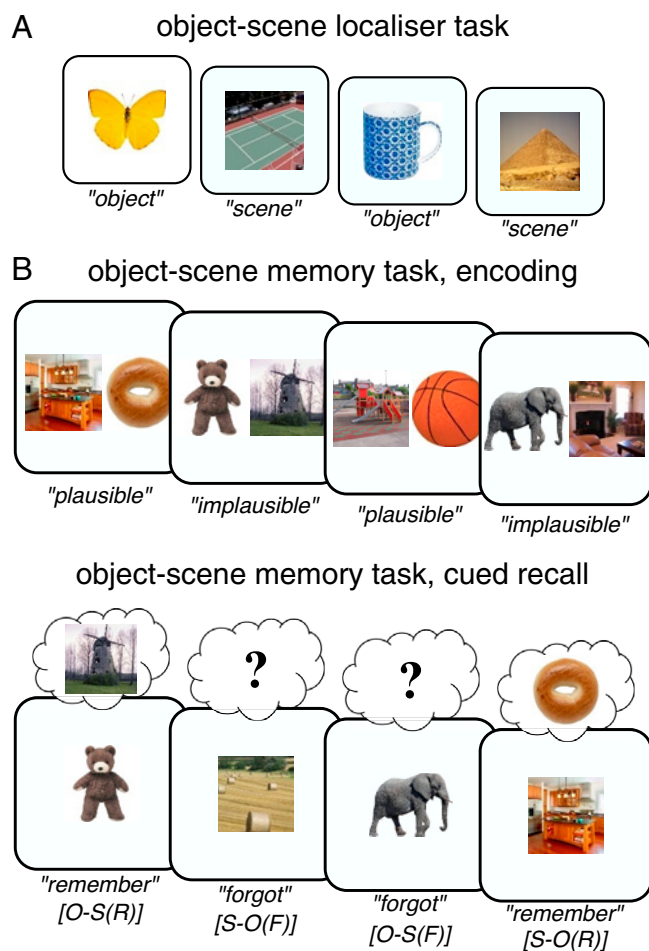 A
object-scene localiser task
"object"
"scene"
"object"
"scene"
B
object-scene memory task, encoding
"plausible"
"implausible"
"plausible"
"implausible"
object-scene memory task, cued recall
?
?
"remember"
[O-S(R)]
"forgot"
[S-O(F)]
"forgot"
[O-S(F)]
"remember"
[S-O(R)]